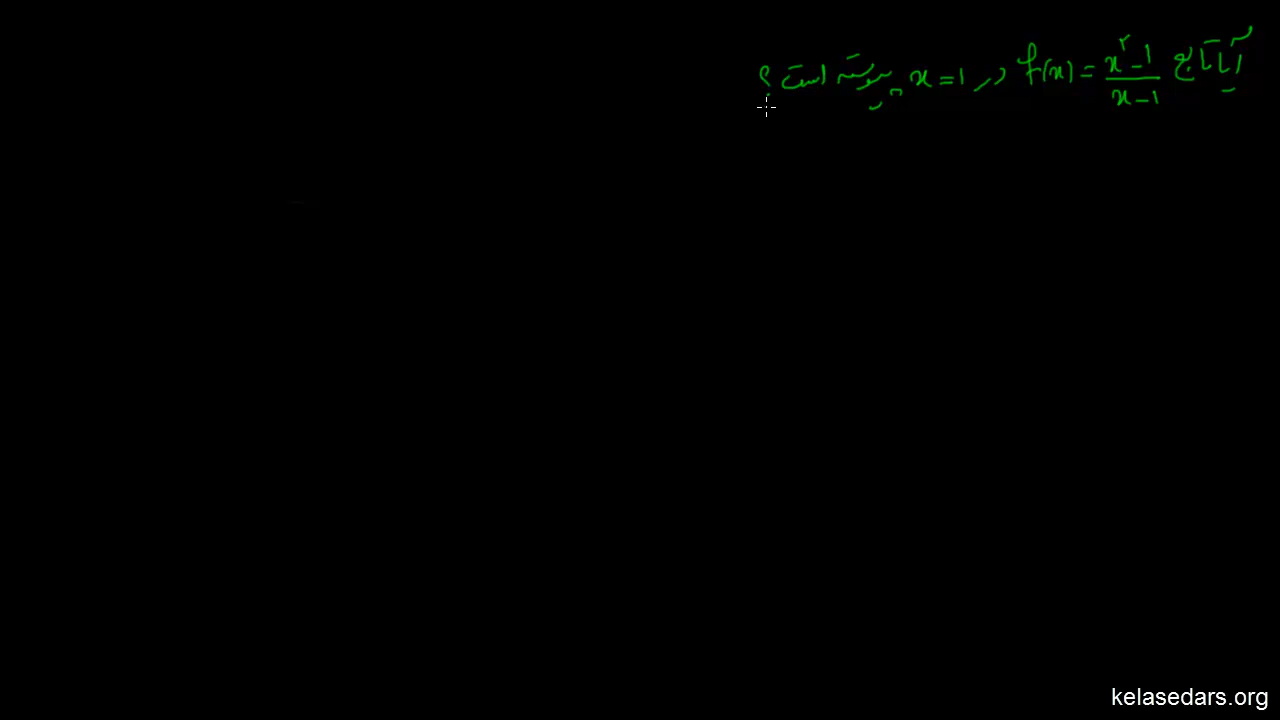 آیا تابع f(x) = (x^۲ - 1)/(x - 1) در x = 1 پیوسته است ؟
kelasedars.org